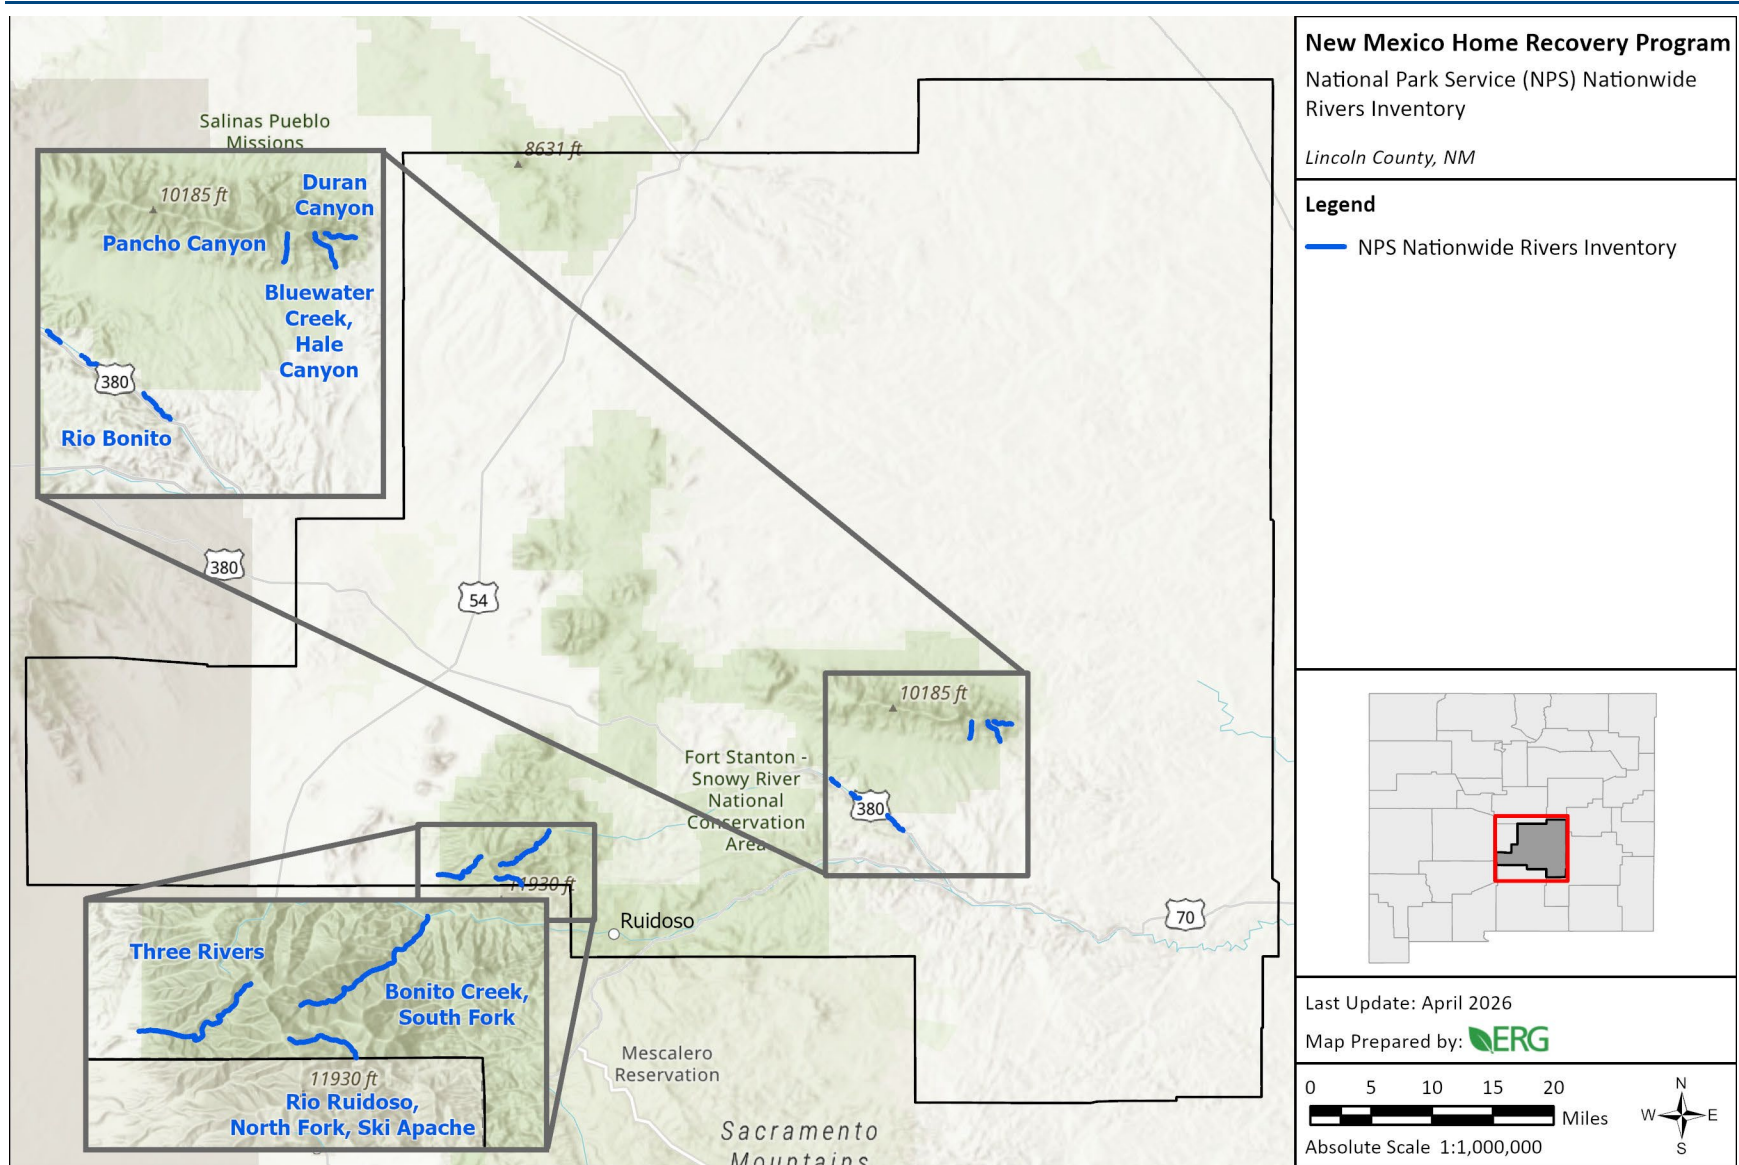 New Mexico Home Recovery Program
National Park Service (NPS) Nationwide
Rivers Inventory
Lincoln County, NM
Legend
NPS Nationwide Rivers Inventory
Salinas Pueblo
Missions
8631 ft
10185 ft
Duran
Canyon
Pancho Canyon
Bluewater
Creek,
Hale
Canyon
380
Rio Bonito
380
54
10185 ft
Fort Stanton -
Snowy River
National
Conservation
Area
380
11930 ft
Ruidoso
70
Three Rivers
Bonito Creek,
South Fork
11930 ft
Rio Ruidoso,
North Fork, Ski Apache
Mescalero
Reservation
Sacramento
Mountains
Last Update: April 2026
Map Prepared by: ERG
0 5 10 15 20
Miles
Absolute Scale 1:1,000,000
N
W E
S